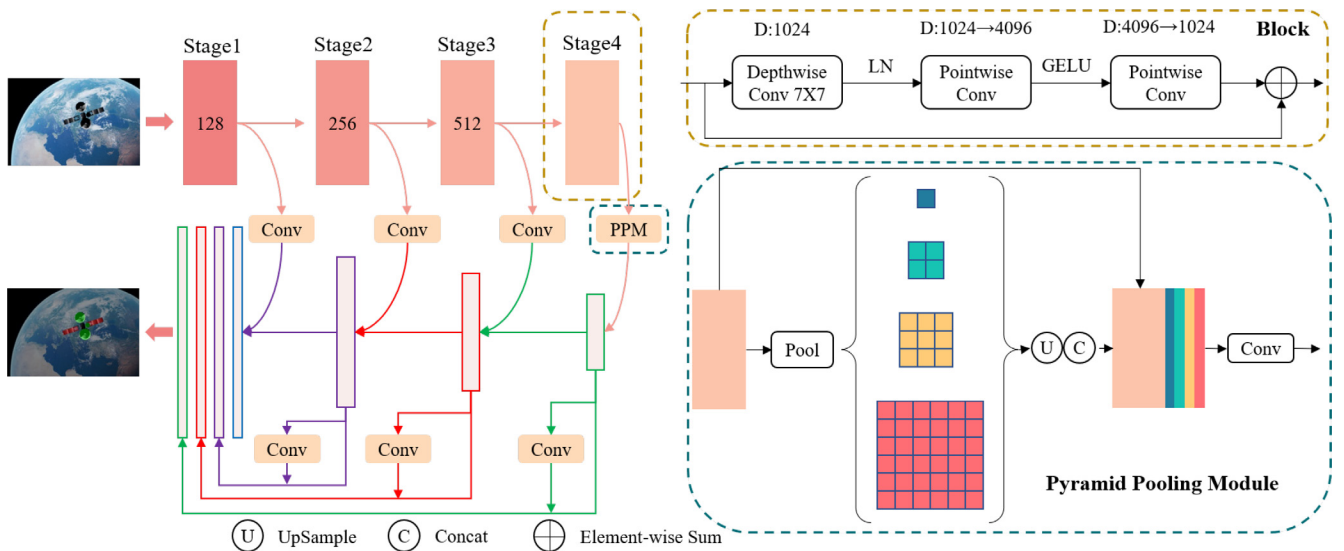 Stage1
Stage2
Stage3
Stage4
128
256
512
Conv
Conv
Conv
PPM
Conv
Conv
Conv
U UpSample
C Concat
Element-wise Sum
D:1024
D:1024→4096
D:4096→1024
Block
Depthwise
Conv 7X7
LN
Pointwise
Conv
GELU
Pointwise
Conv
Pool
U
C
Conv
Pyramid Pooling Module